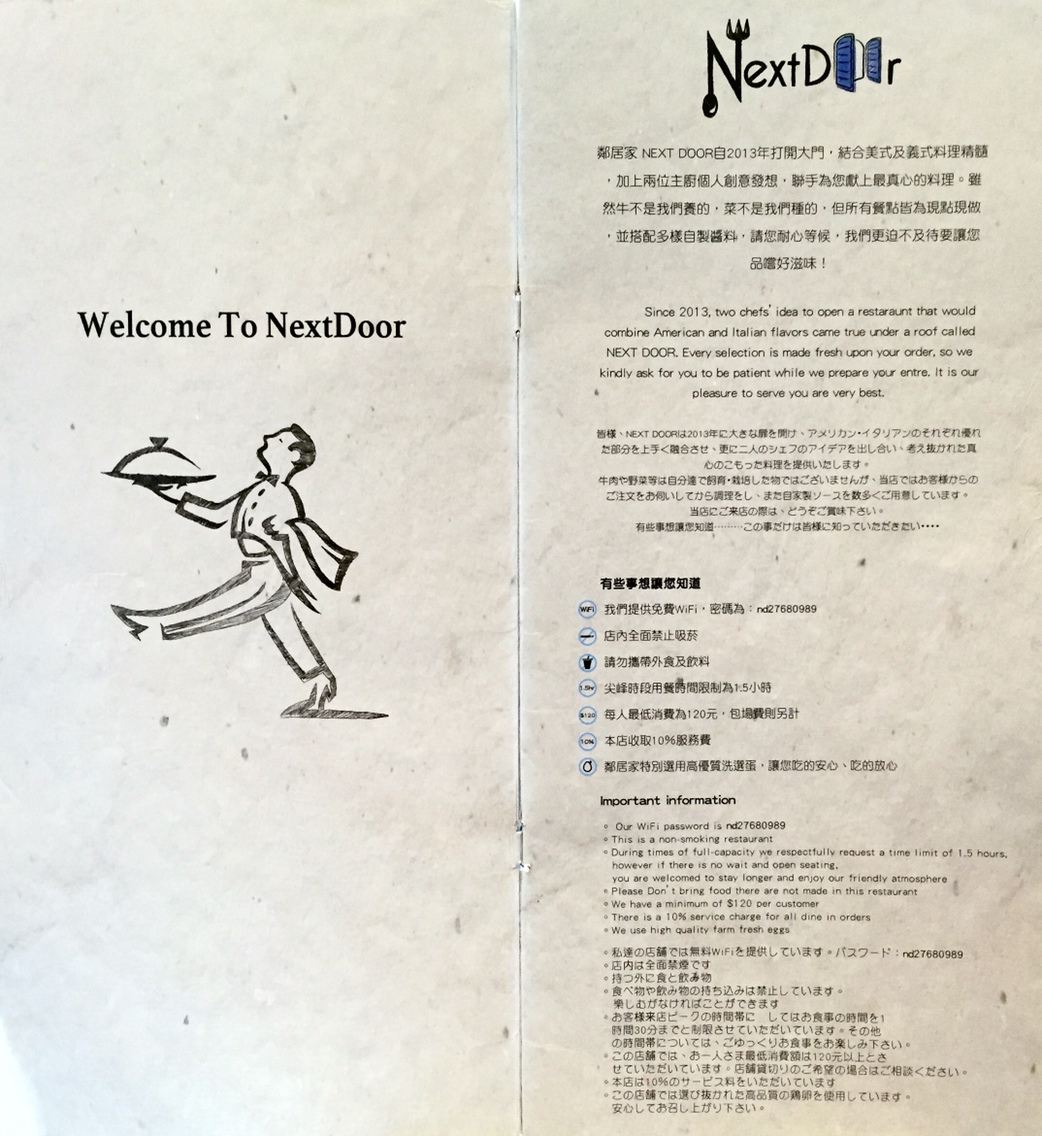 Welcome To NextDoor
NextDoor
鄰居家 NEXT DOOR自2013年打開大門，結合美式及義式料理精髓
，加上兩位主廚個人創意發想，聯手為您獻上最真心的料理。雖
然牛不是我們養的，菜不是我們種的，但所有餐點皆為現點現做
，並搭配多樣自製醬料，請您耐心等候，我們更迫不及待要讓您
品嚐好滋味！
Since 2013, two chefs' idea to open a restaraunt that would
combine American and Italian flavors came true under a roof called
NEXT DOOR. Every selection is made fresh upon your order, so we
kindly ask for you to be patient while we prepare your entre. It is our
pleasure to serve you are very best.
皆様、NEXT DOORは2013年に大きな扉を開け、アメリカン•イタリアンのそれぞれ優れ
た部分を上手く融合させ、更に二人のシェフのアイデアを出し合い、考え抜かれた真
心のこもった料理を提供いたします。
牛肉や野菜等は自分達で飼育•栽培した物ではございませんが、当店ではお客様からの
ご注文をお伺いしてから調理をし、また自家製ソースを数多くご用意しています。
当店にご来店の際は、どうぞご賞味下さい。
有些事想讓您知道………この事だけは皆様に知っていただきたい••••
有些事想讓您知道
WiFi 我們提供免費WiFi，密碼為：nd27680989
店內全面禁止吸菸
請勿攜帶外食及飲料
1.5hr 尖峰時段用餐時間限制為1.5小時
$120 每人最低消費為120元，包場費則另計
10% 本店收取10%服務費
鄰居家特別選用高優質洗選蛋，讓您吃的安心、吃的放心
Important information
。Our WiFi password is nd27680989
。This is a non-smoking restaurant
。During times of full-capacity we respectfully request a time limit of 1.5 hours,
however if there is no wait and open seating,
you are welcomed to stay longer and enjoy our friendly atmosphere
。Please Don't bring food there are not made in this restaurant
。We have a minimum of $120 per customer
。There is a 10% service charge for all dine in orders
。We use high quality farm fresh eggs
。私達の店舗では無料WiFiを提供しています。パスワード：nd27680989
。店内は全面禁煙です
。持つ外に食と飲み物
。食べ物や飲み物の持ち込みは禁止しています。
楽しむがなければことができます
。お客様来店ピークの時間帯に　してはお食事の時間を1
時間30分までと制限させていただいています。その他
の時間帯については、ごゆっくりお食事をお楽しみ下さい。
。この店舗では、お一人さま最低消費額は120元以上とさ
せていただいています。店舗貸切りのご希望の場合はご相談ください。
。本店は10%のサービス料をいただいています
。この店舗では選び抜かれた高品質の鶏卵を使用しています。
安心してお召し上がり下さい。